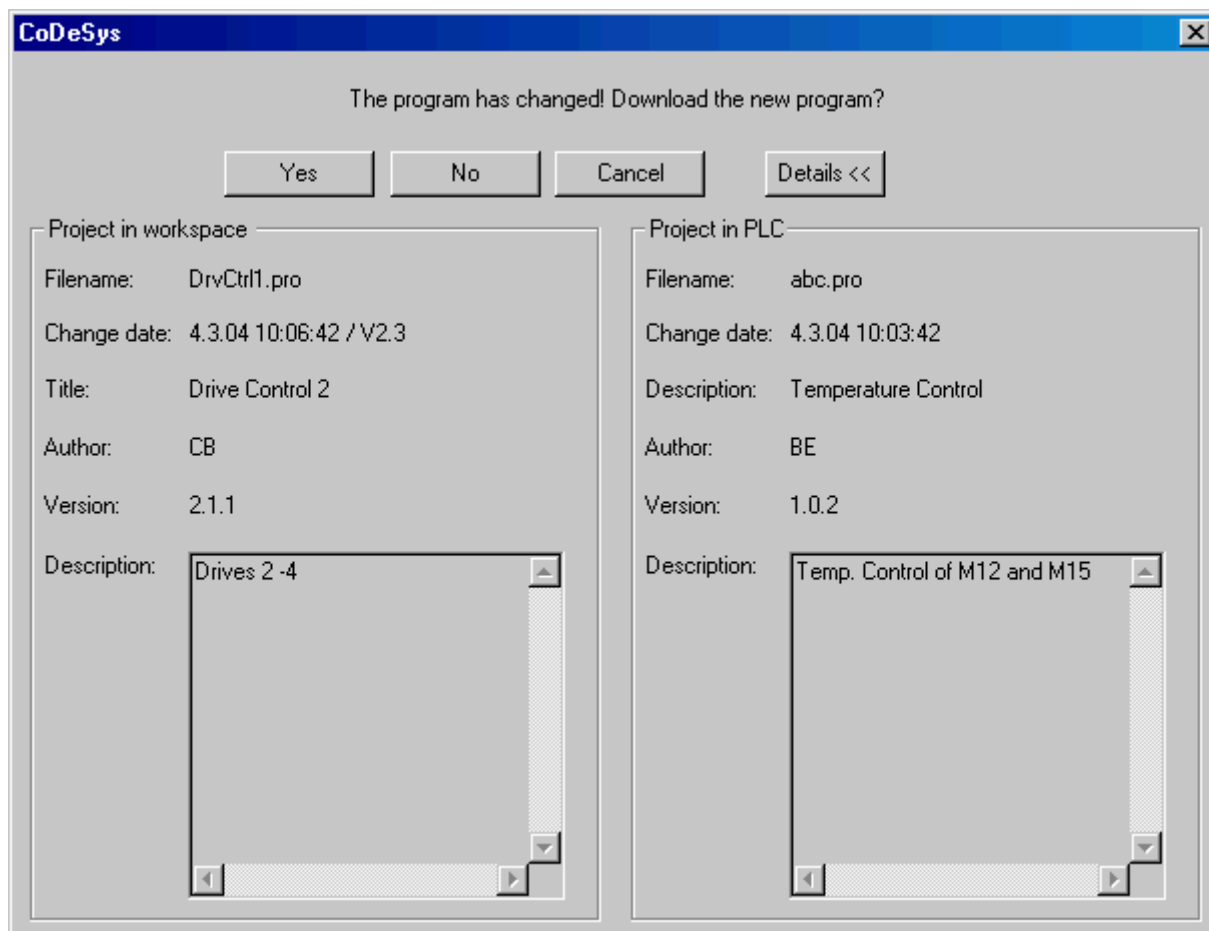 CoDeSys
The program has changed! Download the new program?
Yes No Cancel Details <<
Project in workspace
Filename: DrvCtrl1.pro
Change date: 4.3.04 10:06:42 / V2.3
Title: Drive Control 2
Author: CB
Version: 2.1.1
Description: Drives 2 -4
Project in PLC
Filename: abc.pro
Change date: 4.3.04 10:03:42
Description: Temperature Control
Author: BE
Version: 1.0.2
Description: Temp. Control of M12 and M15